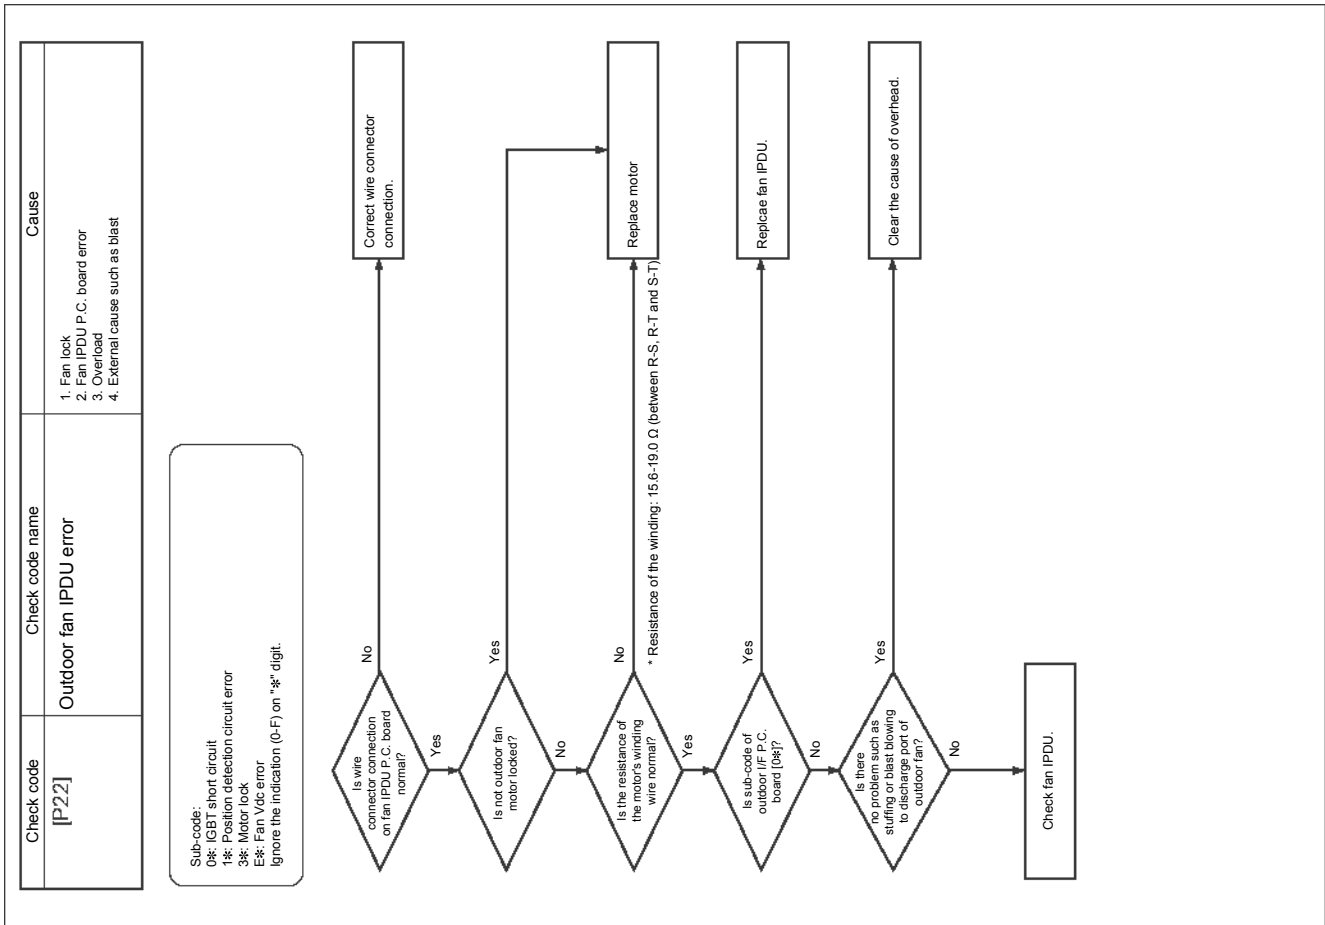 Check code
Check code name
Cause
[P22]
Outdoor fan IPDU error
1. Fan lock
2. Fan IPDU P.C. board error
3. Overload
4. External cause such as blast
Sub-code:
0✻: IGBT short circuit
1✻: Position detection circuit error
3✻: Motor lock
E✻: Fan Vdc error
Ignore the indication (0-F) on "✻" digit.
Is wire
connector connection
on fan IPDU P.C. board
normal?
No
Correct wire connector
connection.
Yes
Is not outdoor fan
motor locked?
Yes
No
Is the resistance of
the motor's winding
wire normal?
No
Replace motor
* Resistance of the winding: 15.6-19.0 Ω (between R-S, R-T and S-T)
Yes
Is sub-code of
outdoor I/F P.C.
board [0✻]?
Yes
Replcae fan IPDU.
No
Is there
no problem such as
stuffing or blast blowing
to discharge port of
outdoor fan?
Yes
Clear the cause of overhead.
No
Check fan IPDU.